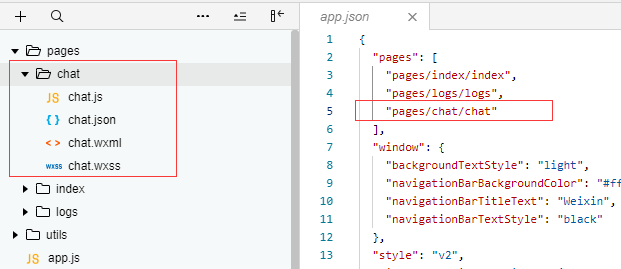 pages
chat
JS chat.js
{ } chat.json
< > chat.wxml
wxss chat.wxss
index
logs
utils
JS app.js
app.json
1 {
2 "pages": [
3 "pages/index/index",
4 "pages/logs/logs",
5 "pages/chat/chat"
6 ],
7 "window": {
8 "backgroundTextStyle": "light",
9 "navigationBarBackgroundColor": "#ff
10 "navigationBarTitleText": "Weixin",
11 "navigationBarTextStyle": "black"
12 },
13 "style": "v2",